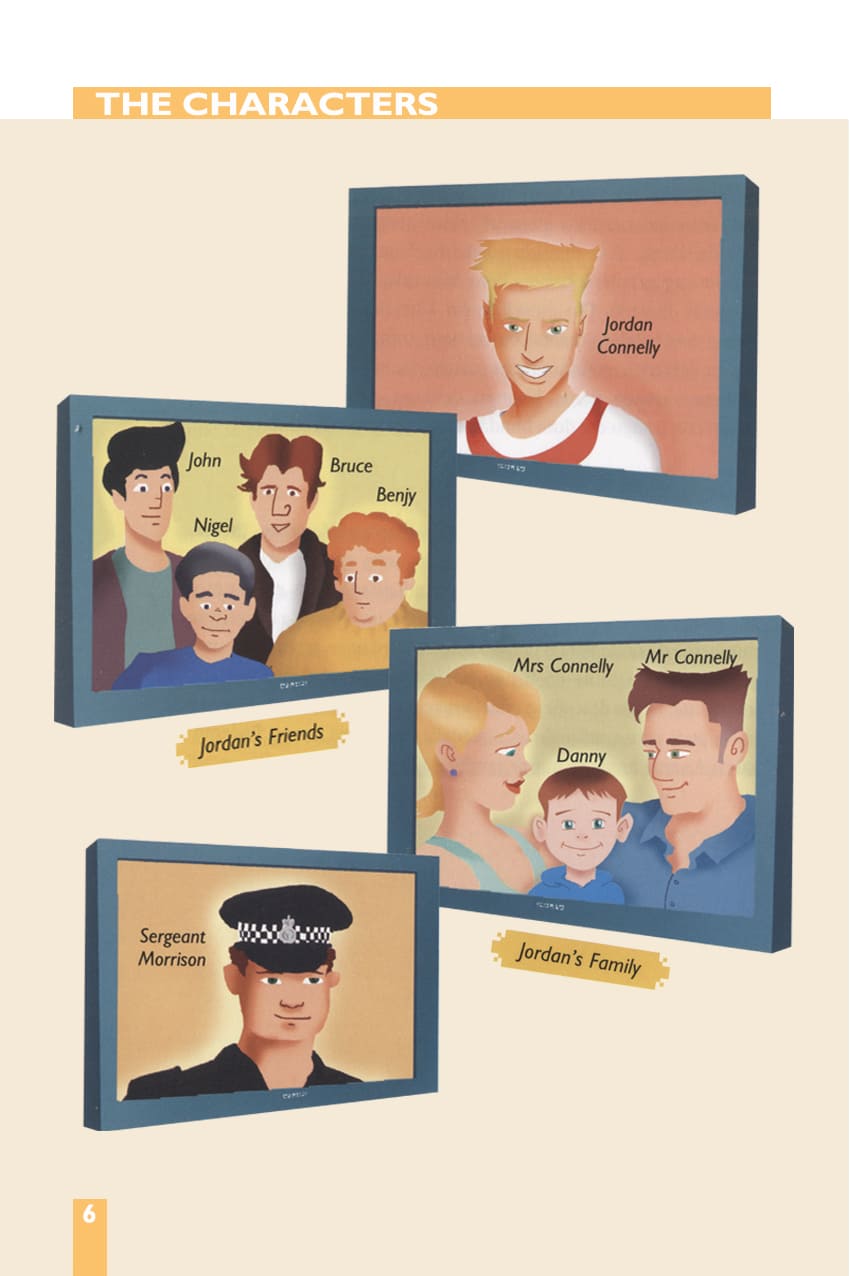 THE CHARACTERS
Jordan
Connelly
John
Bruce
Benjy
Nigel
Jordan's Friends
Mrs Connelly
Mr Connelly
Danny
Jordan's Family
Sergeant
Morrison
6